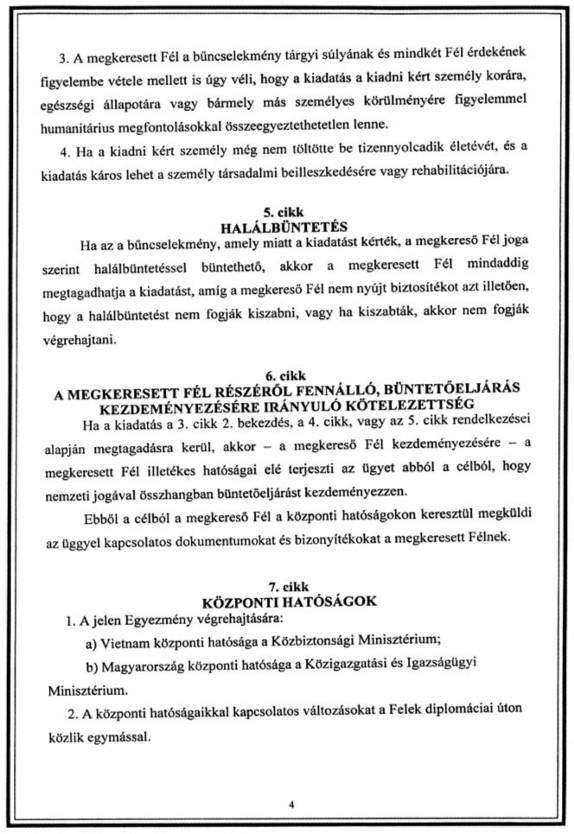 3. A megkeresett Fél a bűncselekmény tárgyi súlyának és mindkét Fél érdekének
figyelembe vétele mellett is úgy véli, hogy a kiadatás a kiadni kért személy korára,
egészségi állapotára vagy bármely más személyes körülményére figyelemmel
humanitárius megfontolásokkal összeegyeztethetetlen lenne.
4. Ha a kiadni kért személy még nem töltötte be tizennyolcadik életévét, és a
kiadatás káros lehet a személy társadalmi beilleszkedésére vagy rehabilitációjára.
5. cikk
HALÁLBÜNTETÉS
Ha az a bűncselekmény, amely miatt a kiadatást kérték, a megkereső Fél joga
szerint halálbüntetéssel büntethető, akkor a megkeresett Fél mindaddig
megtagadhatja a kiadatást, amíg a megkereső Fél nem nyújt biztosítékot azt illetően,
hogy a halálbüntetést nem fogják kiszabni, vagy ha kiszabták, akkor nem fogják
végrehajtani.
6. cikk
A MEGKERESETT FÉL RÉSZÉRŐL FENNÁLLÓ, BÜNTETŐELJÁRÁS
KEZDEMÉNYEZÉSÉRE IRÁNYULÓ KÖTELEZETTSÉG
Ha a kiadatás a 3. cikk 2. bekezdés, a 4. cikk, vagy az 5. cikk rendelkezései
alapján megtagadásra kerül, akkor – a megkereső Fél kezdeményezésére – a
megkeresett Fél illetékes hatóságai elé terjeszti az ügyet abból a célból, hogy
nemzeti jogával összhangban büntetőeljárást kezdeményezzen.
Ebből a célból a megkereső Fél a központi hatóságokon keresztül megküldi
az üggyel kapcsolatos dokumentumokat és bizonyítékokat a megkeresett Félnek.
7. cikk
KÖZPONTI HATÓSÁGOK
1. A jelen Egyezmény végrehajtására:
a) Vietnam központi hatósága a Közbiztonsági Minisztérium;
b) Magyarország központi hatósága a Közigazgatási és Igazságügyi
Minisztérium.
2. A központi hatóságaikkal kapcsolatos változásokat a Felek diplomáciai úton
közlik egymással.
4